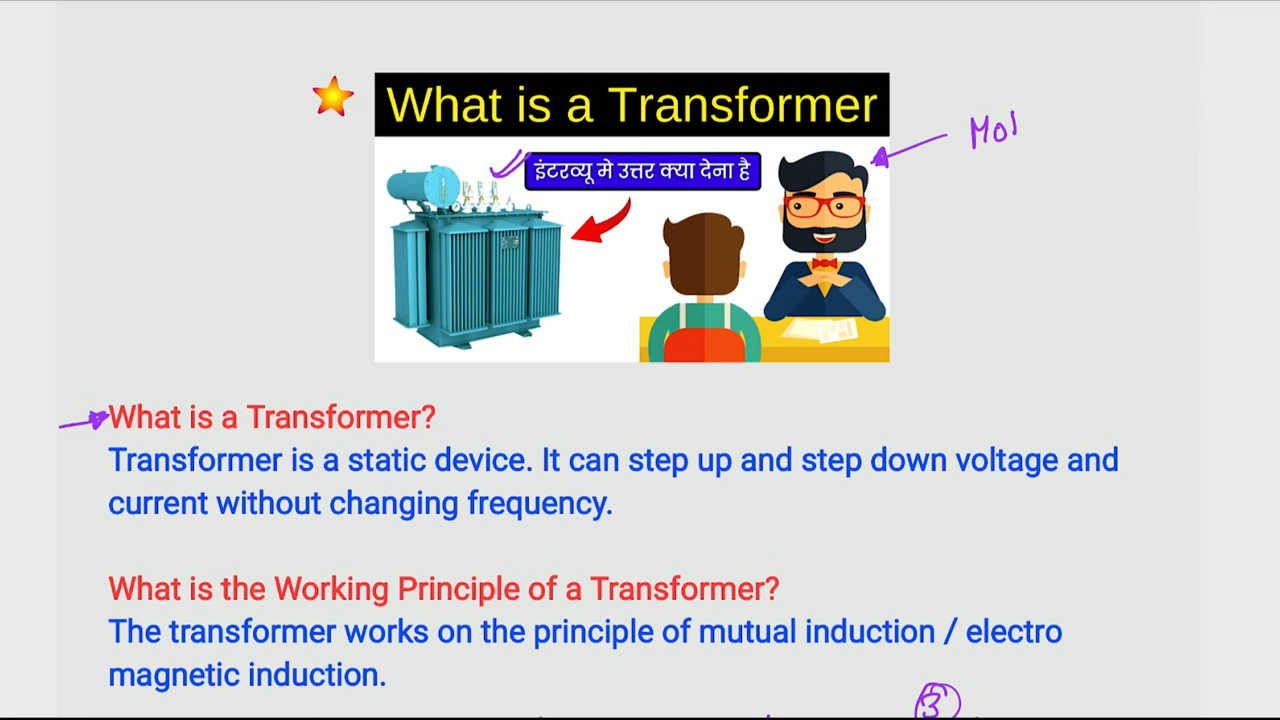 What is a Transformer
इंटरव्यू मे उत्तर क्या देना है
What is a Transformer?
Transformer is a static device. It can step up and step down voltage and
current without changing frequency.
What is the Working Principle of a Transformer?
The transformer works on the principle of mutual induction / electro
magnetic induction.